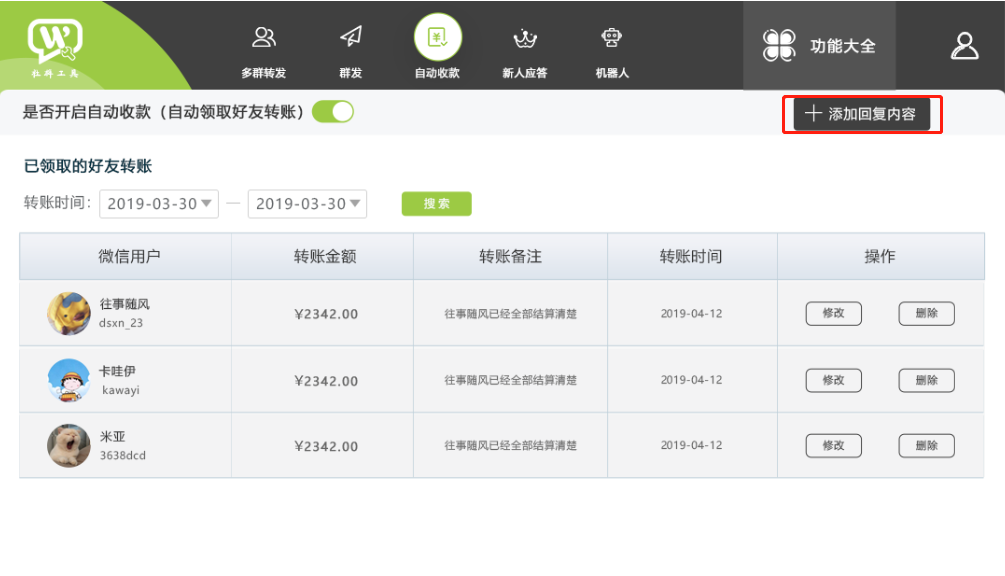 W
社群工具
多群转发
群发
自动收款
新人应答
机器人
功能大全
是否开启自动收款（自动领取好友转账）
添加回复内容
已领取的好友转账
转账时间： 2019-03-30 — 2019-03-30 搜索
微信用户 转账金额 转账备注 转账时间 操作
往事随风
dsxn_23
¥2342.00 往事随风已经全部结算清楚 2019-04-12 修改 删除
卡哇伊
kawayi
¥2342.00 往事随风已经全部结算清楚 2019-04-12 修改 删除
米亚
3638dcd
¥2342.00 往事随风已经全部结算清楚 2019-04-12 修改 删除